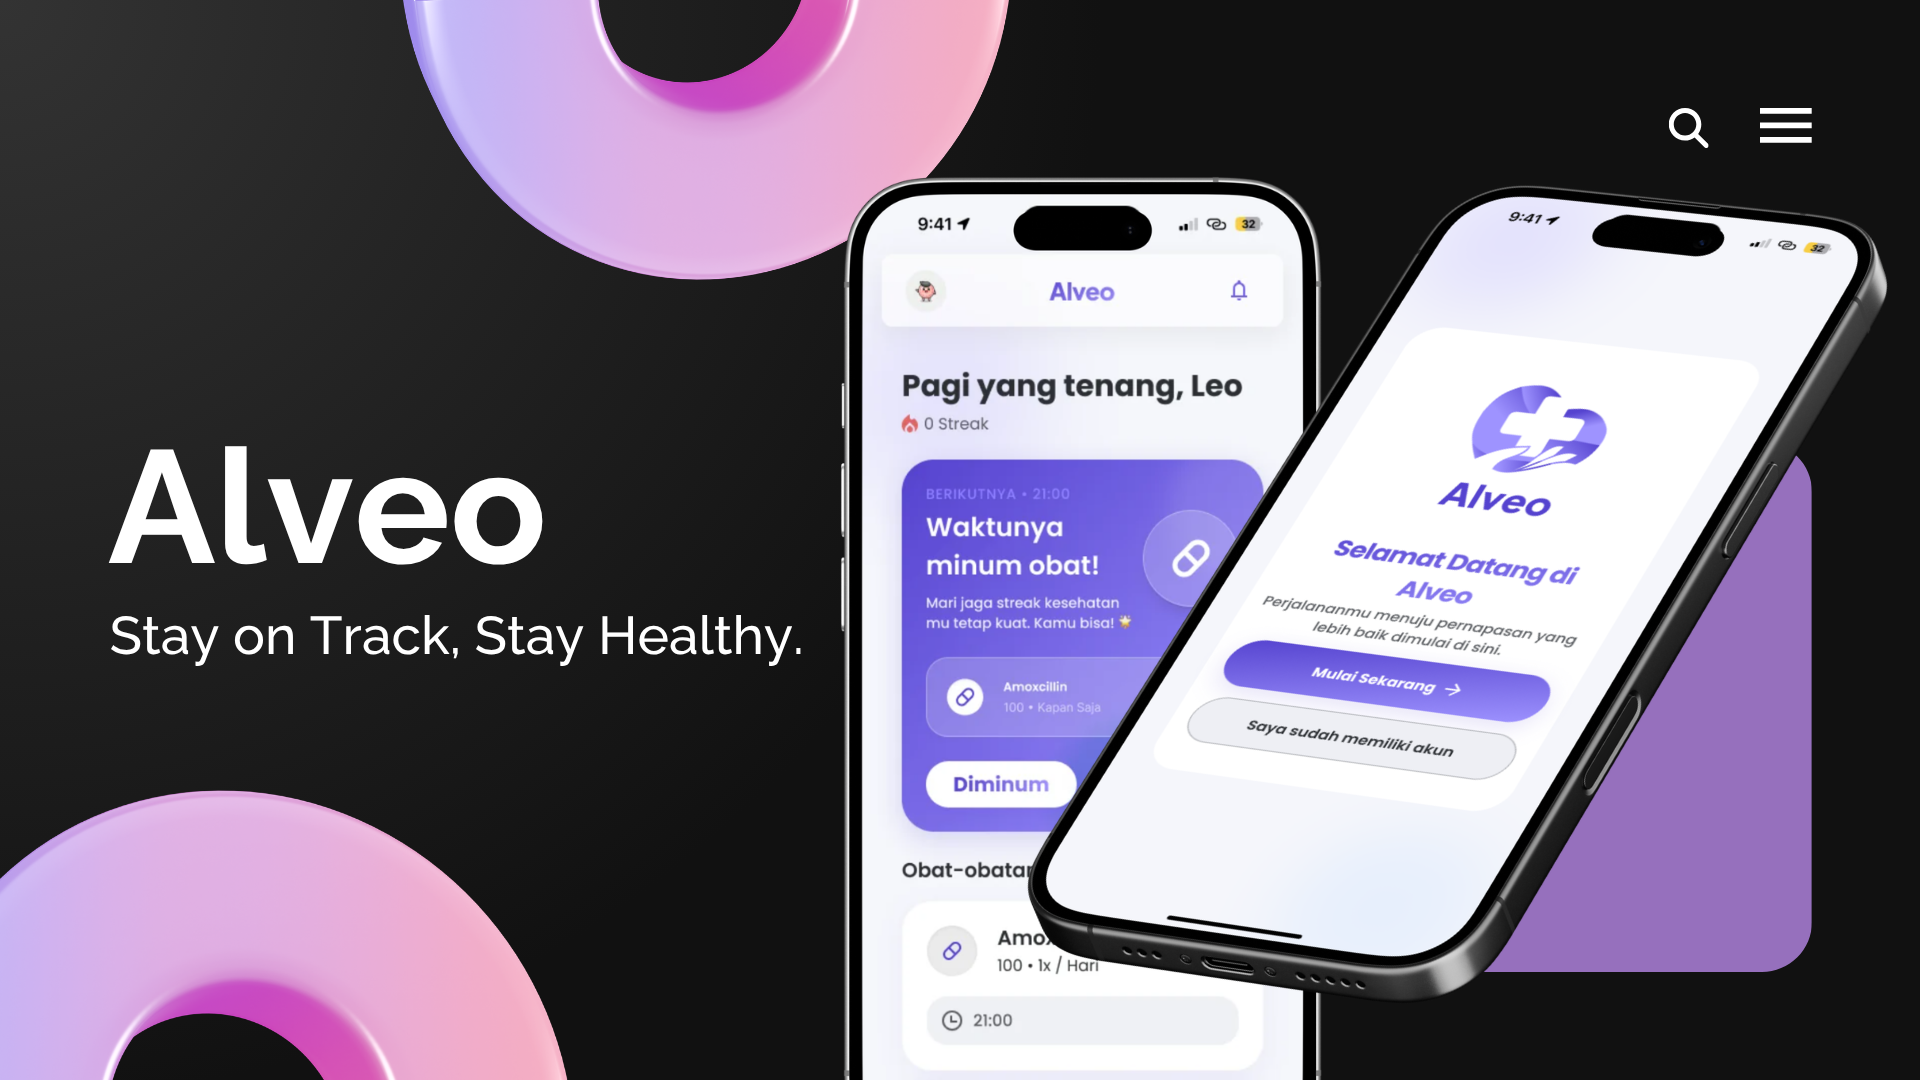 Alveo
Stay on Track, Stay Healthy.
9:41
32
Alveo
Pagi yang tenang, Leo
0 Streak
BERIKUTNYA • 21:00
Waktunya
minum obat!
Mari jaga streak kesehatan
mu tetap kuat. Kamu bisa!
Amoxcillin
100 • Kapan Saja
Diminum
100 • 1x / Hari
21:00
9:41
32
Alveo
Selamat Datang di
Alveo
Perjalananmu menuju pernapasan yang
lebih baik dimulai di sini.
Mulai Sekarang →
Saya sudah memiliki akun